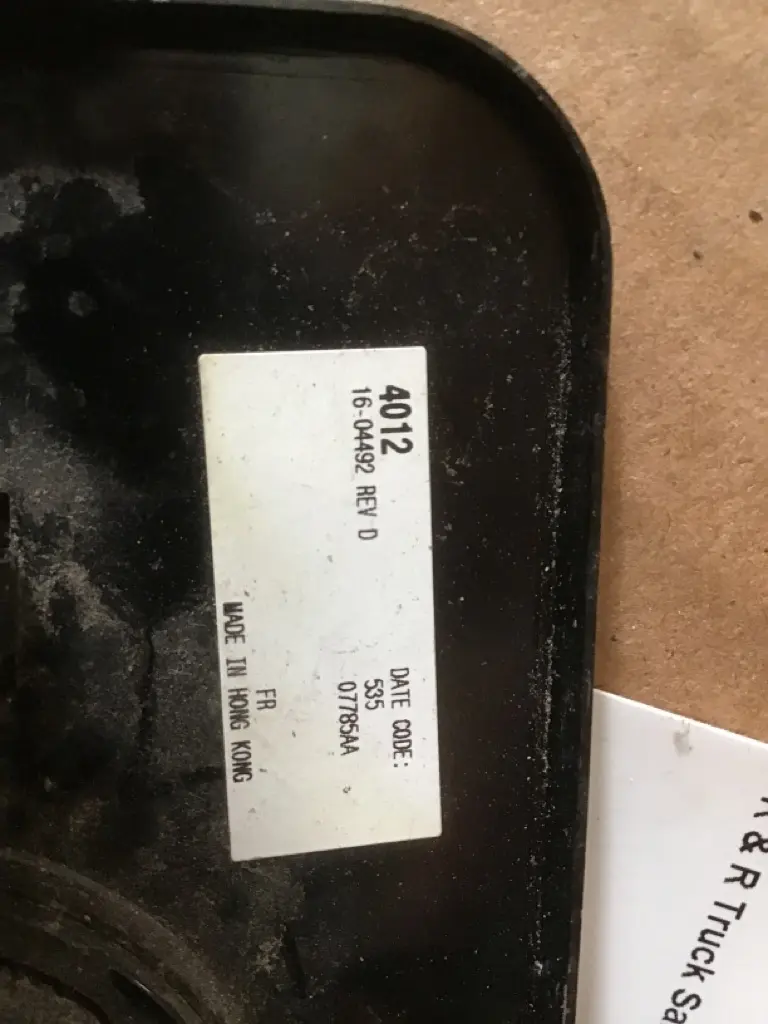 4012
16-04492 REV D
DATE CODE:
535
07785AA
FR
MADE IN HONG KONG
& R Truck Sa